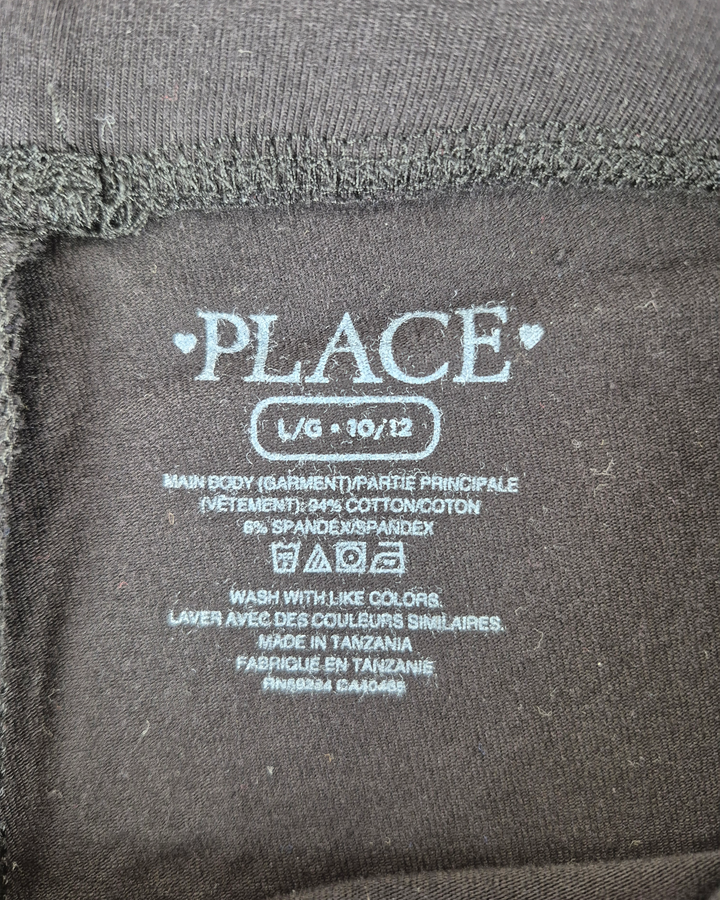 PLACE
L/G • 10/12
MAIN BODY (GARMENT)/PARTIE PRINCIPALE
(VÊTEMENT): 94% COTTON/COTON
6% SPANDEX/SPANDEX
WASH WITH LIKE COLORS.
LAVER AVEC DES COULEURS SIMILAIRES.
MADE IN TANZANIA
FABRIQUÉ EN TANZANIE